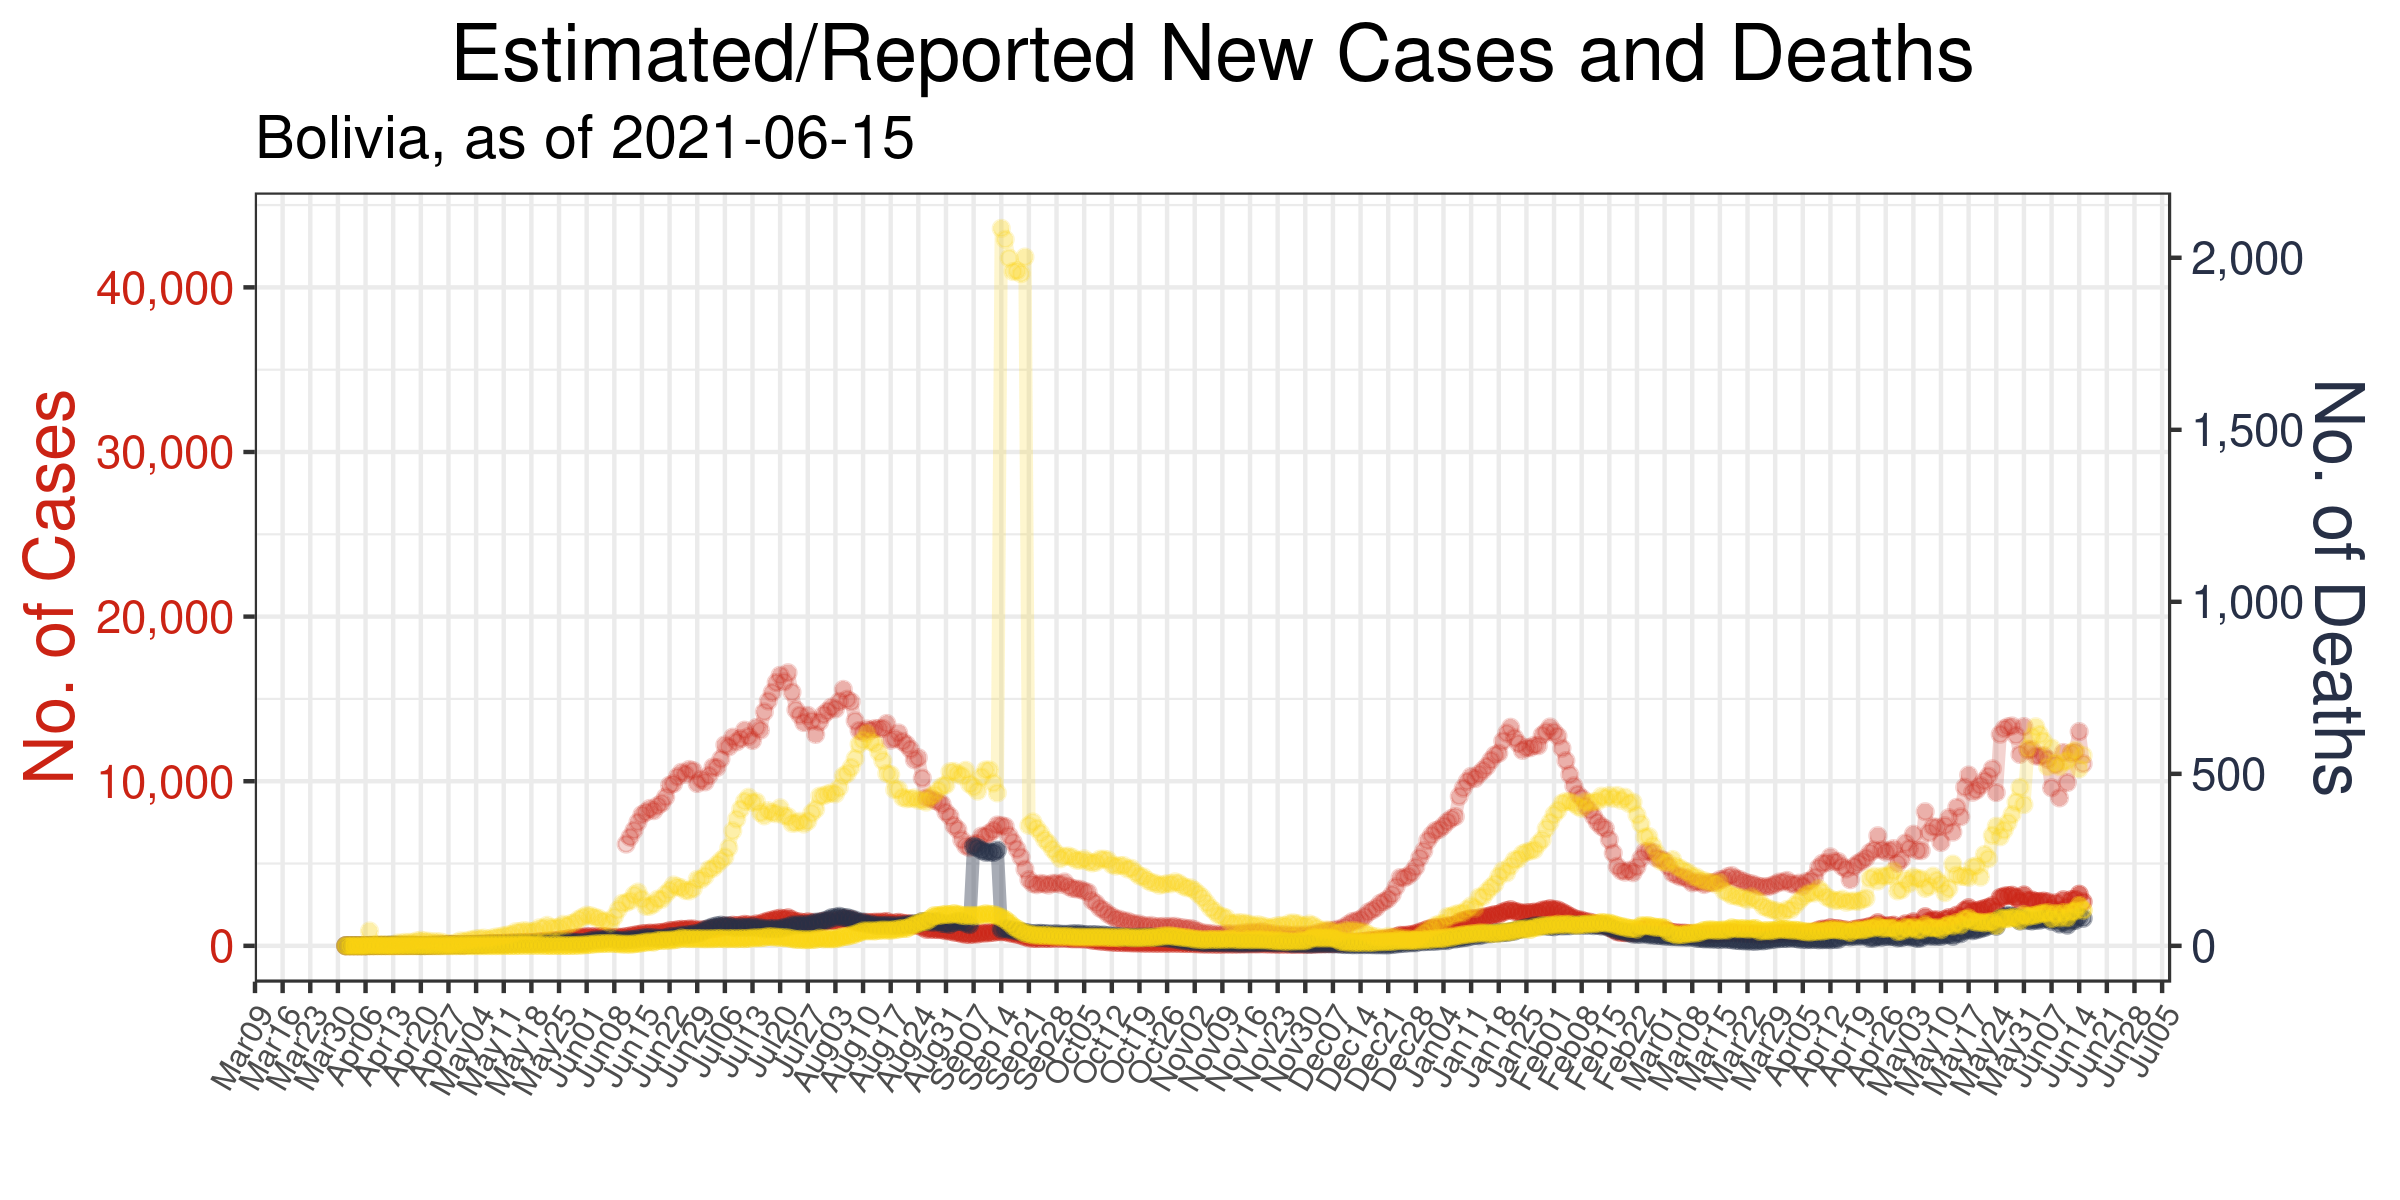 Estimated/Reported New Cases and Deaths
Bolivia, as of 2021-06-15
No. of Cases
40,000
30,000
20,000
10,000
0
2,000
1,500
1,000
500
0
No. of Deaths
Mar09 Mar16 Mar23 Mar30 Apr06 Apr13 Apr20 Apr27 May04 May11 May18 May25 Jun01 Jun08 Jun15 Jun22 Jun29 Jul06 Jul13 Jul20 Jul27 Aug03 Aug10 Aug17 Aug24 Aug31 Sep07 Sep14 Sep21 Sep28 Oct05 Oct12 Oct19 Oct26 Nov02 Nov09 Nov16 Nov23 Nov30 Dec07 Dec14 Dec21 Dec28 Jan04 Jan11 Jan18 Jan25 Feb01 Feb08 Feb15 Feb22 Mar01 Mar08 Mar15 Mar22 Mar29 Apr05 Apr12 Apr19 Apr26 May03 May10 May17 May24 May31 Jun07 Jun14 Jun21 Jun28 Jul05